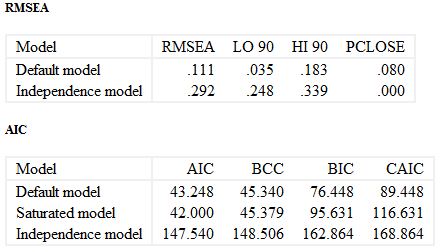 RMSEA
Model RMSEA LO 90 HI 90 PCLOSE
Default model .111 .035 .183 .080
Independence model .292 .248 .339 .000
AIC
Model AIC BCC BIC CAIC
Default model 43.248 45.340 76.448 89.448
Saturated model 42.000 45.379 95.631 116.631
Independence model 147.540 148.506 162.864 168.864